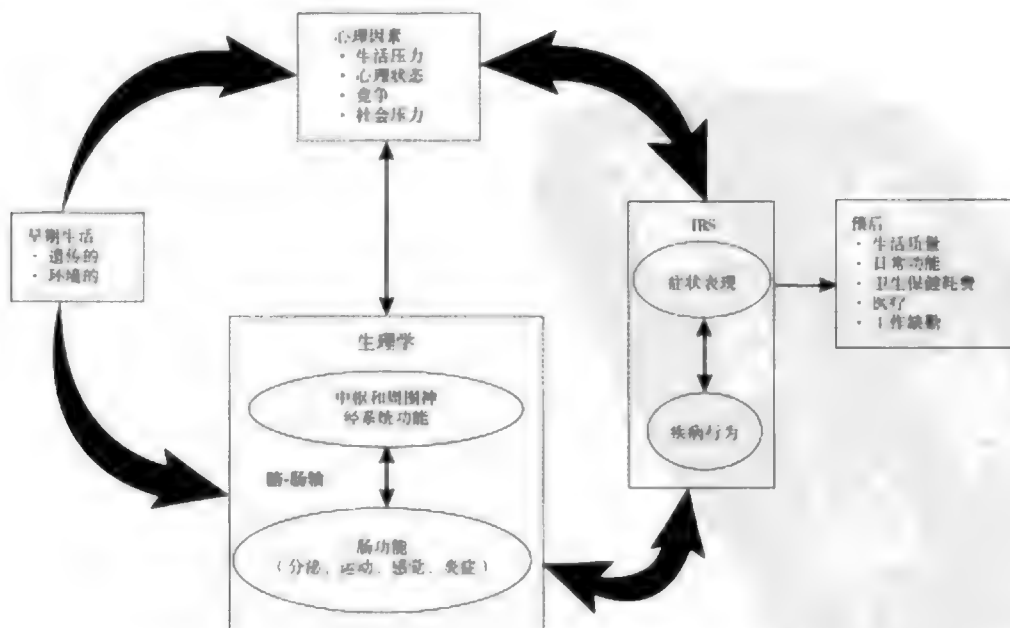 心理因素
· 生活压力
· 心理状态
· 竞争
· 社会压力
早期生活
· 遗传的
· 环境的
IBS
症状表现
疾病行为
预后
· 生活质量
· 日常功能
· 卫生保健耗费
· 医疗
· 工作缺勤
生理学
中枢和周围神
经系统功能
脑-肠轴
肠功能
(分泌、运动、感觉、炎症)